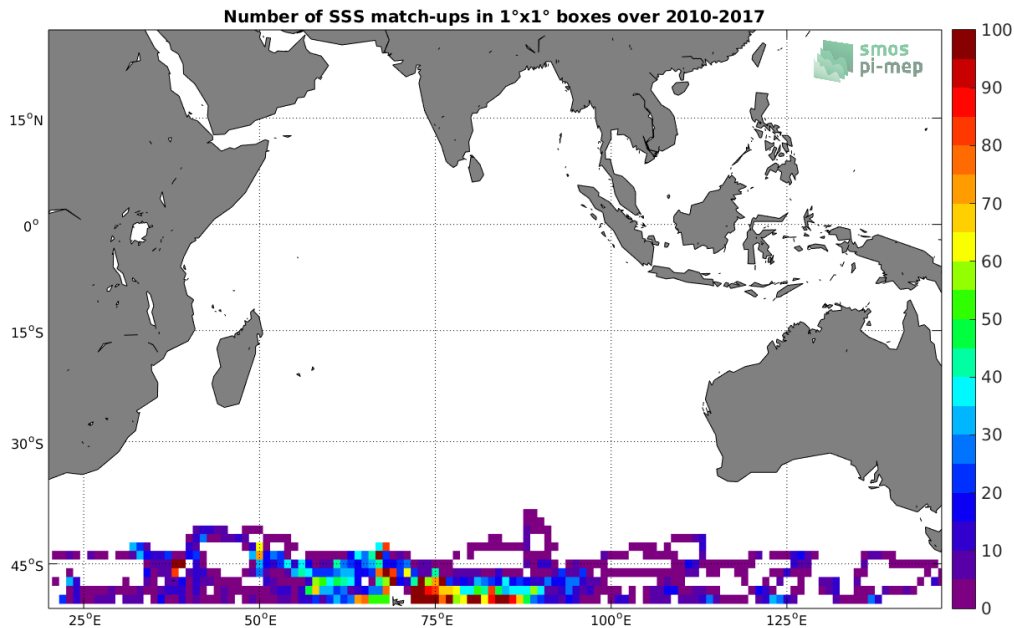 Number of SSS match-ups in 1°x1° boxes over 2010-2017
smos
pi-mep
100
90
80
70
60
50
40
30
20
10
0
15°N
0°
15°S
30°S
45°S
25°E
50°E
75°E
100°E
125°E